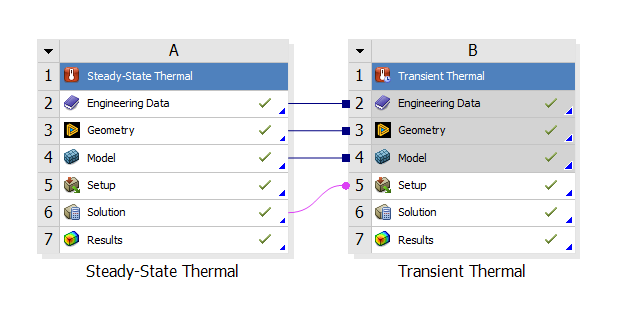 A B
1 Steady-State Thermal 1 Transient Thermal
2 Engineering Data 2 Engineering Data
3 Geometry 3 Geometry
4 Model 4 Model
5 Setup 5 Setup
6 Solution 6 Solution
7 Results 7 Results
Steady-State Thermal Transient Thermal